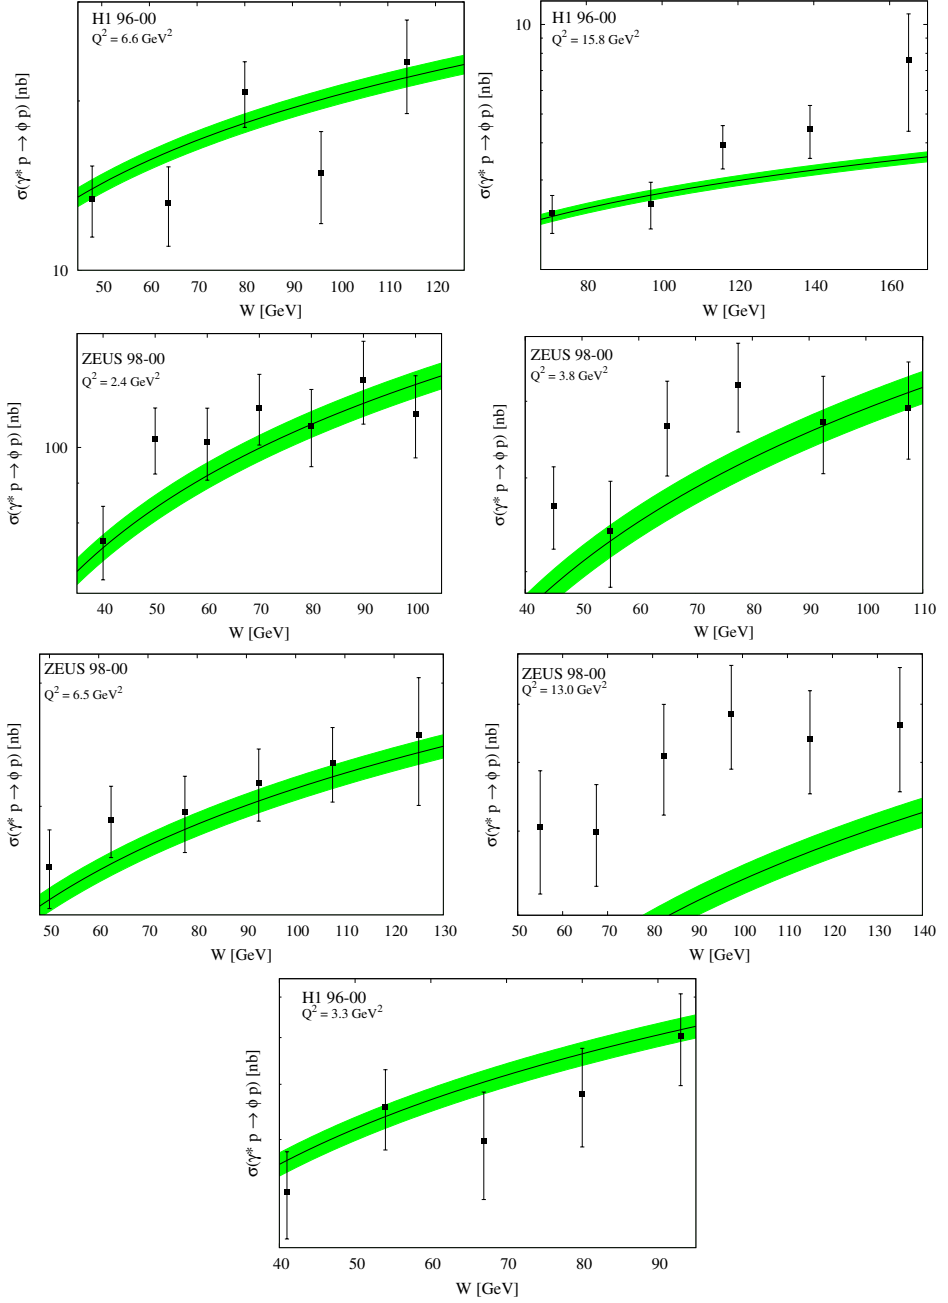 H1 96-00
Q² = 6.6 GeV²
σ(γ* p → ϕ p) [nb]
10
50 60 70 80 90 100 110 120
W [GeV]
H1 96-00
Q² = 15.8 GeV²
σ(γ* p → ϕ p) [nb]
10
80 100 120 140 160
W [GeV]
ZEUS 98-00
Q² = 2.4 GeV²
σ(γ* p → ϕ p) [nb]
100
40 50 60 70 80 90 100
W [GeV]
ZEUS 98-00
Q² = 3.8 GeV²
σ(γ* p → ϕ p) [nb]
40 50 60 70 80 90 100 110
W [GeV]
ZEUS 98-00
Q² = 6.5 GeV²
σ(γ* p → ϕ p) [nb]
50 60 70 80 90 100 110 120 130
W [GeV]
ZEUS 98-00
Q² = 13.0 GeV²
σ(γ* p → ϕ p) [nb]
50 60 70 80 90 100 110 120 130 140
W [GeV]
H1 96-00
Q² = 3.3 GeV²
σ(γ* p → ϕ p) [nb]
40 50 60 70 80 90
W [GeV]